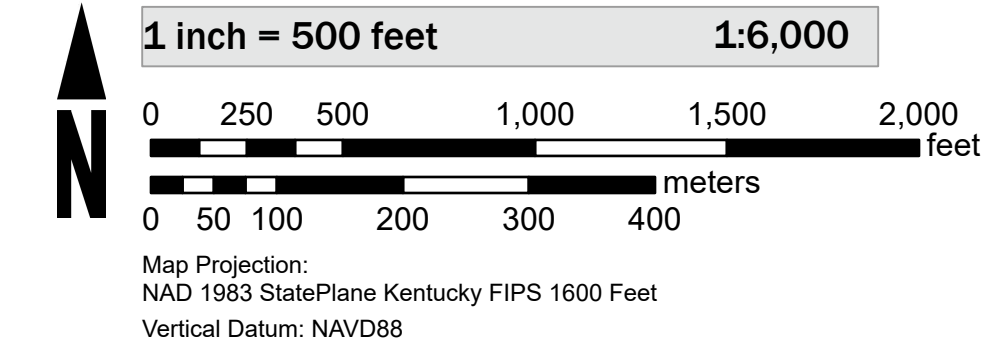 1 inch = 500 feet 1:6,000
0 250 500 1,000 1,500 2,000
feet
N
meters
0 50 100 200 300 400
Map Projection:
NAD 1983 StatePlane Kentucky FIPS 1600 Feet
Vertical Datum: NAVD88